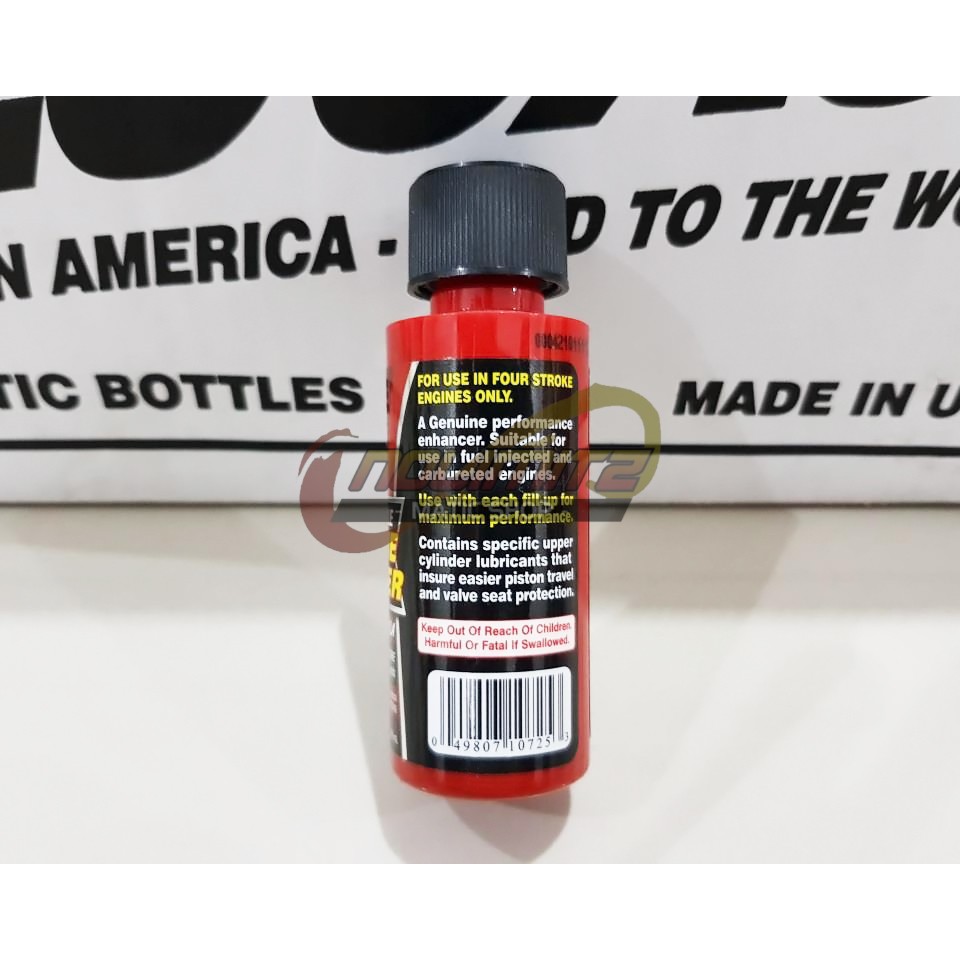 N AMERICA - D TO THE WO
TIC BOTTLES
MADE IN U
FOR USE IN FOUR STROKE
ENGINES ONLY.
A Genuine performance
enhancer. Suitable for
use in fuel injected and
carbureted engines.
Use with each fill-up for
maximum performance.
Contains specific upper
cylinder lubricants that
insure easier piston travel
and valve seat protection.
Keep Out Of Reach Of Children.
Harmful Or Fatal If Swallowed.
0 49807 10725 3